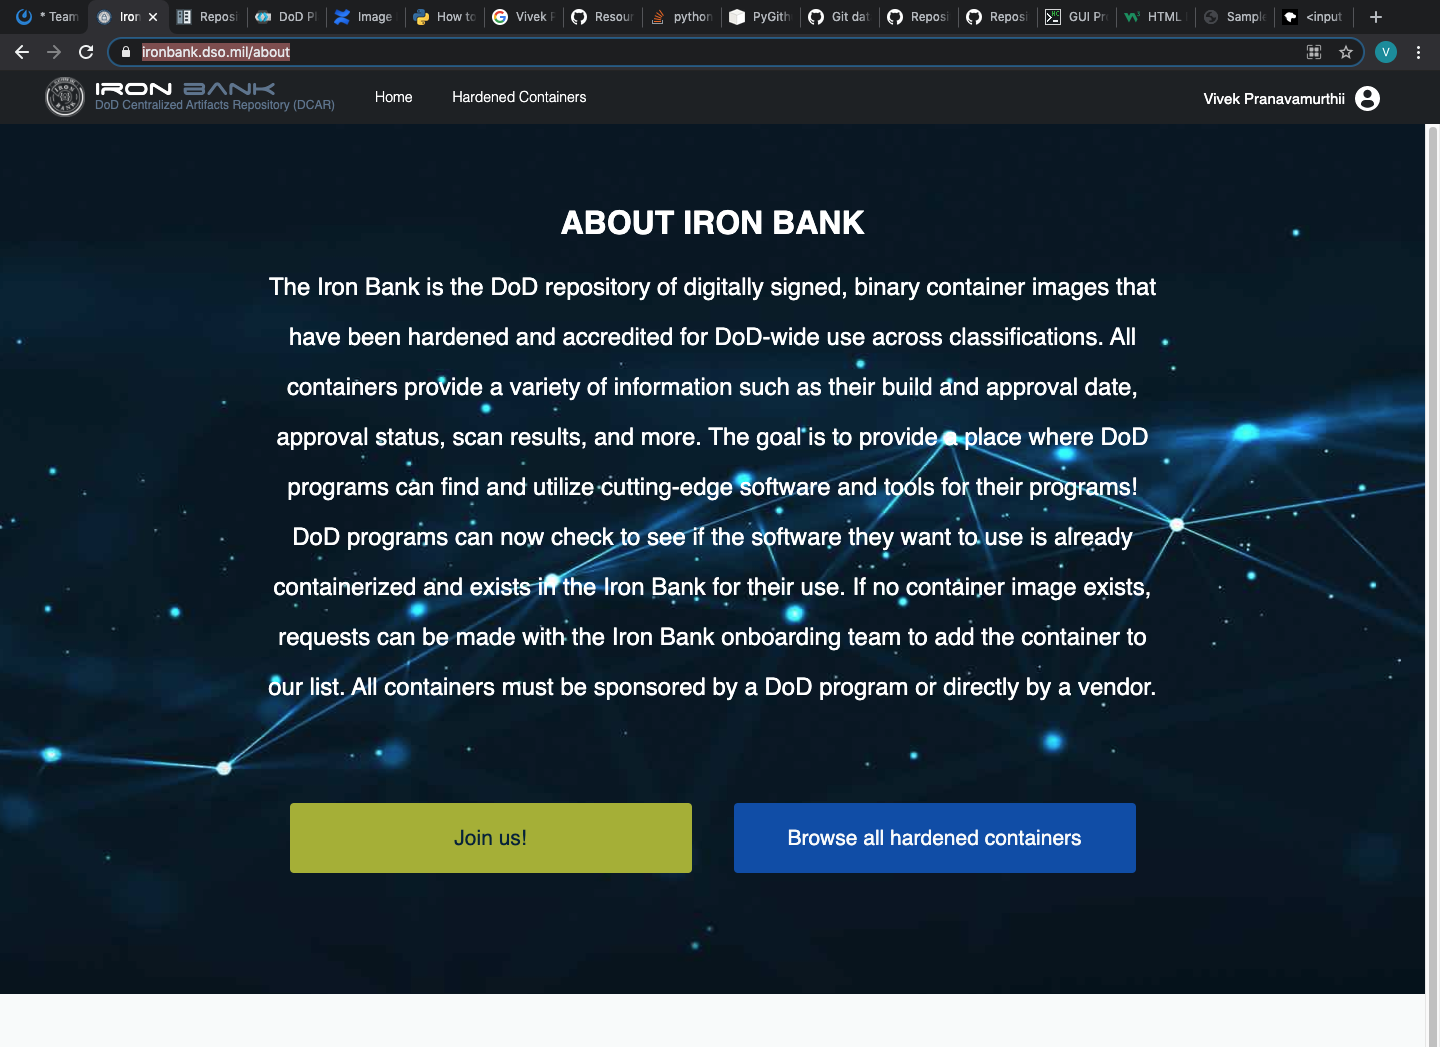 * Team
Iron
Reposi
DoD Pl
Image
How to
Vivek P
Resour
python
PyGith
Git dat
Reposi
Reposi
GUI Pr
HTML
Sample
<input
ironbank.dso.mil/about
V
IRON BANK
DoD Centralized Artifacts Repository (DCAR)
Home
Hardened Containers
Vivek Pranavamurthii
ABOUT IRON BANK
The Iron Bank is the DoD repository of digitally signed, binary container images that
have been hardened and accredited for DoD-wide use across classifications. All
containers provide a variety of information such as their build and approval date,
approval status, scan results, and more. The goal is to provide a place where DoD
programs can find and utilize cutting-edge software and tools for their programs!
DoD programs can now check to see if the software they want to use is already
containerized and exists in the Iron Bank for their use. If no container image exists,
requests can be made with the Iron Bank onboarding team to add the container to
our list. All containers must be sponsored by a DoD program or directly by a vendor.
Join us!
Browse all hardened containers